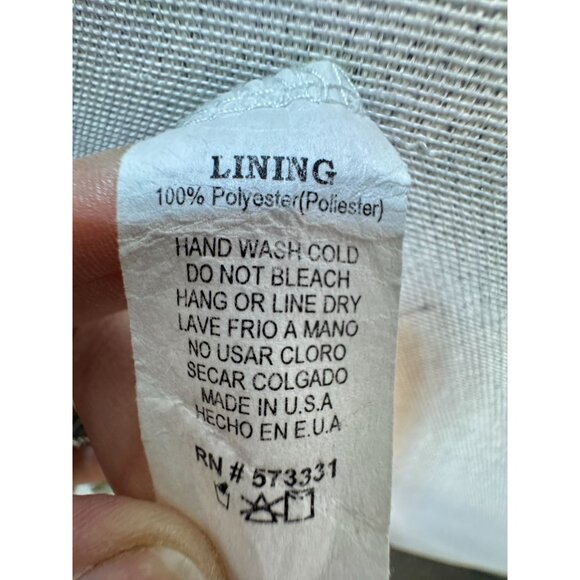 LINING
100% Polyester(Poliester)
HAND WASH COLD
DO NOT BLEACH
HANG OR LINE DRY
LAVE FRIO A MANO
NO USAR CLORO
SECAR COLGADO
MADE IN U.S.A
HECHO EN E.U.A
RN # 573331